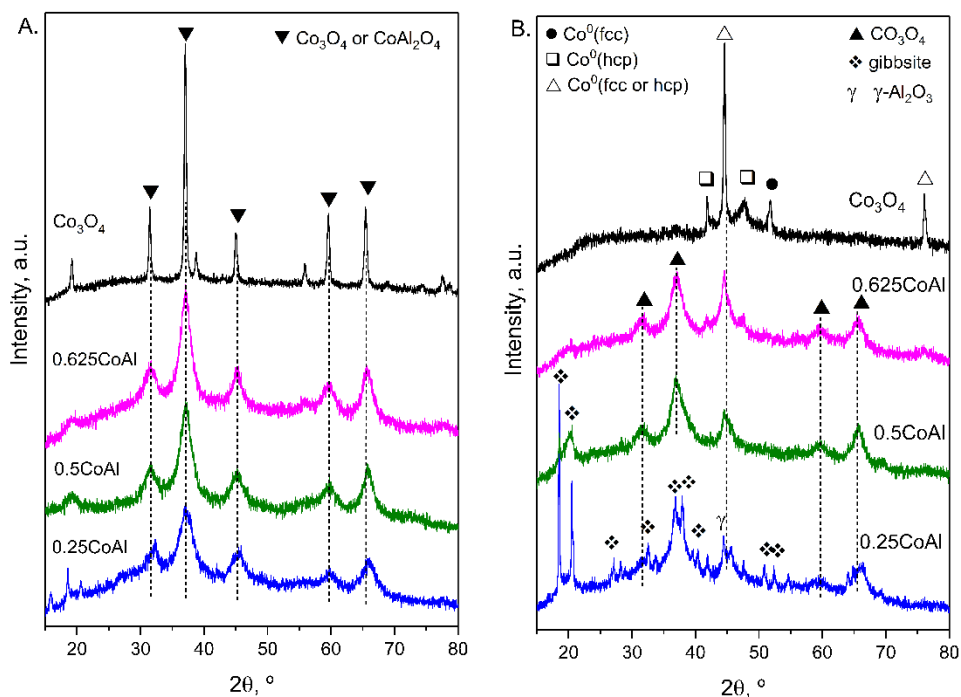 A.
▼ Co₃O₄ or CoAl₂O₄
Co₃O₄
0.625CoAl
0.5CoAl
0.25CoAl
Intensity, a.u.
20 30 40 50 60 70 80
2θ, º
B.
● Co⁰(fcc)
❑ Co⁰(hcp)
△ Co⁰(fcc or hcp)
▲ CO₃O₄
❖ gibbsite
γ γ-Al₂O₃
Co₃O₄
0.625CoAl
0.5CoAl
γ
0.25CoAl
Intensity, a.u.
20 30 40 50 60 70 80
2θ, º